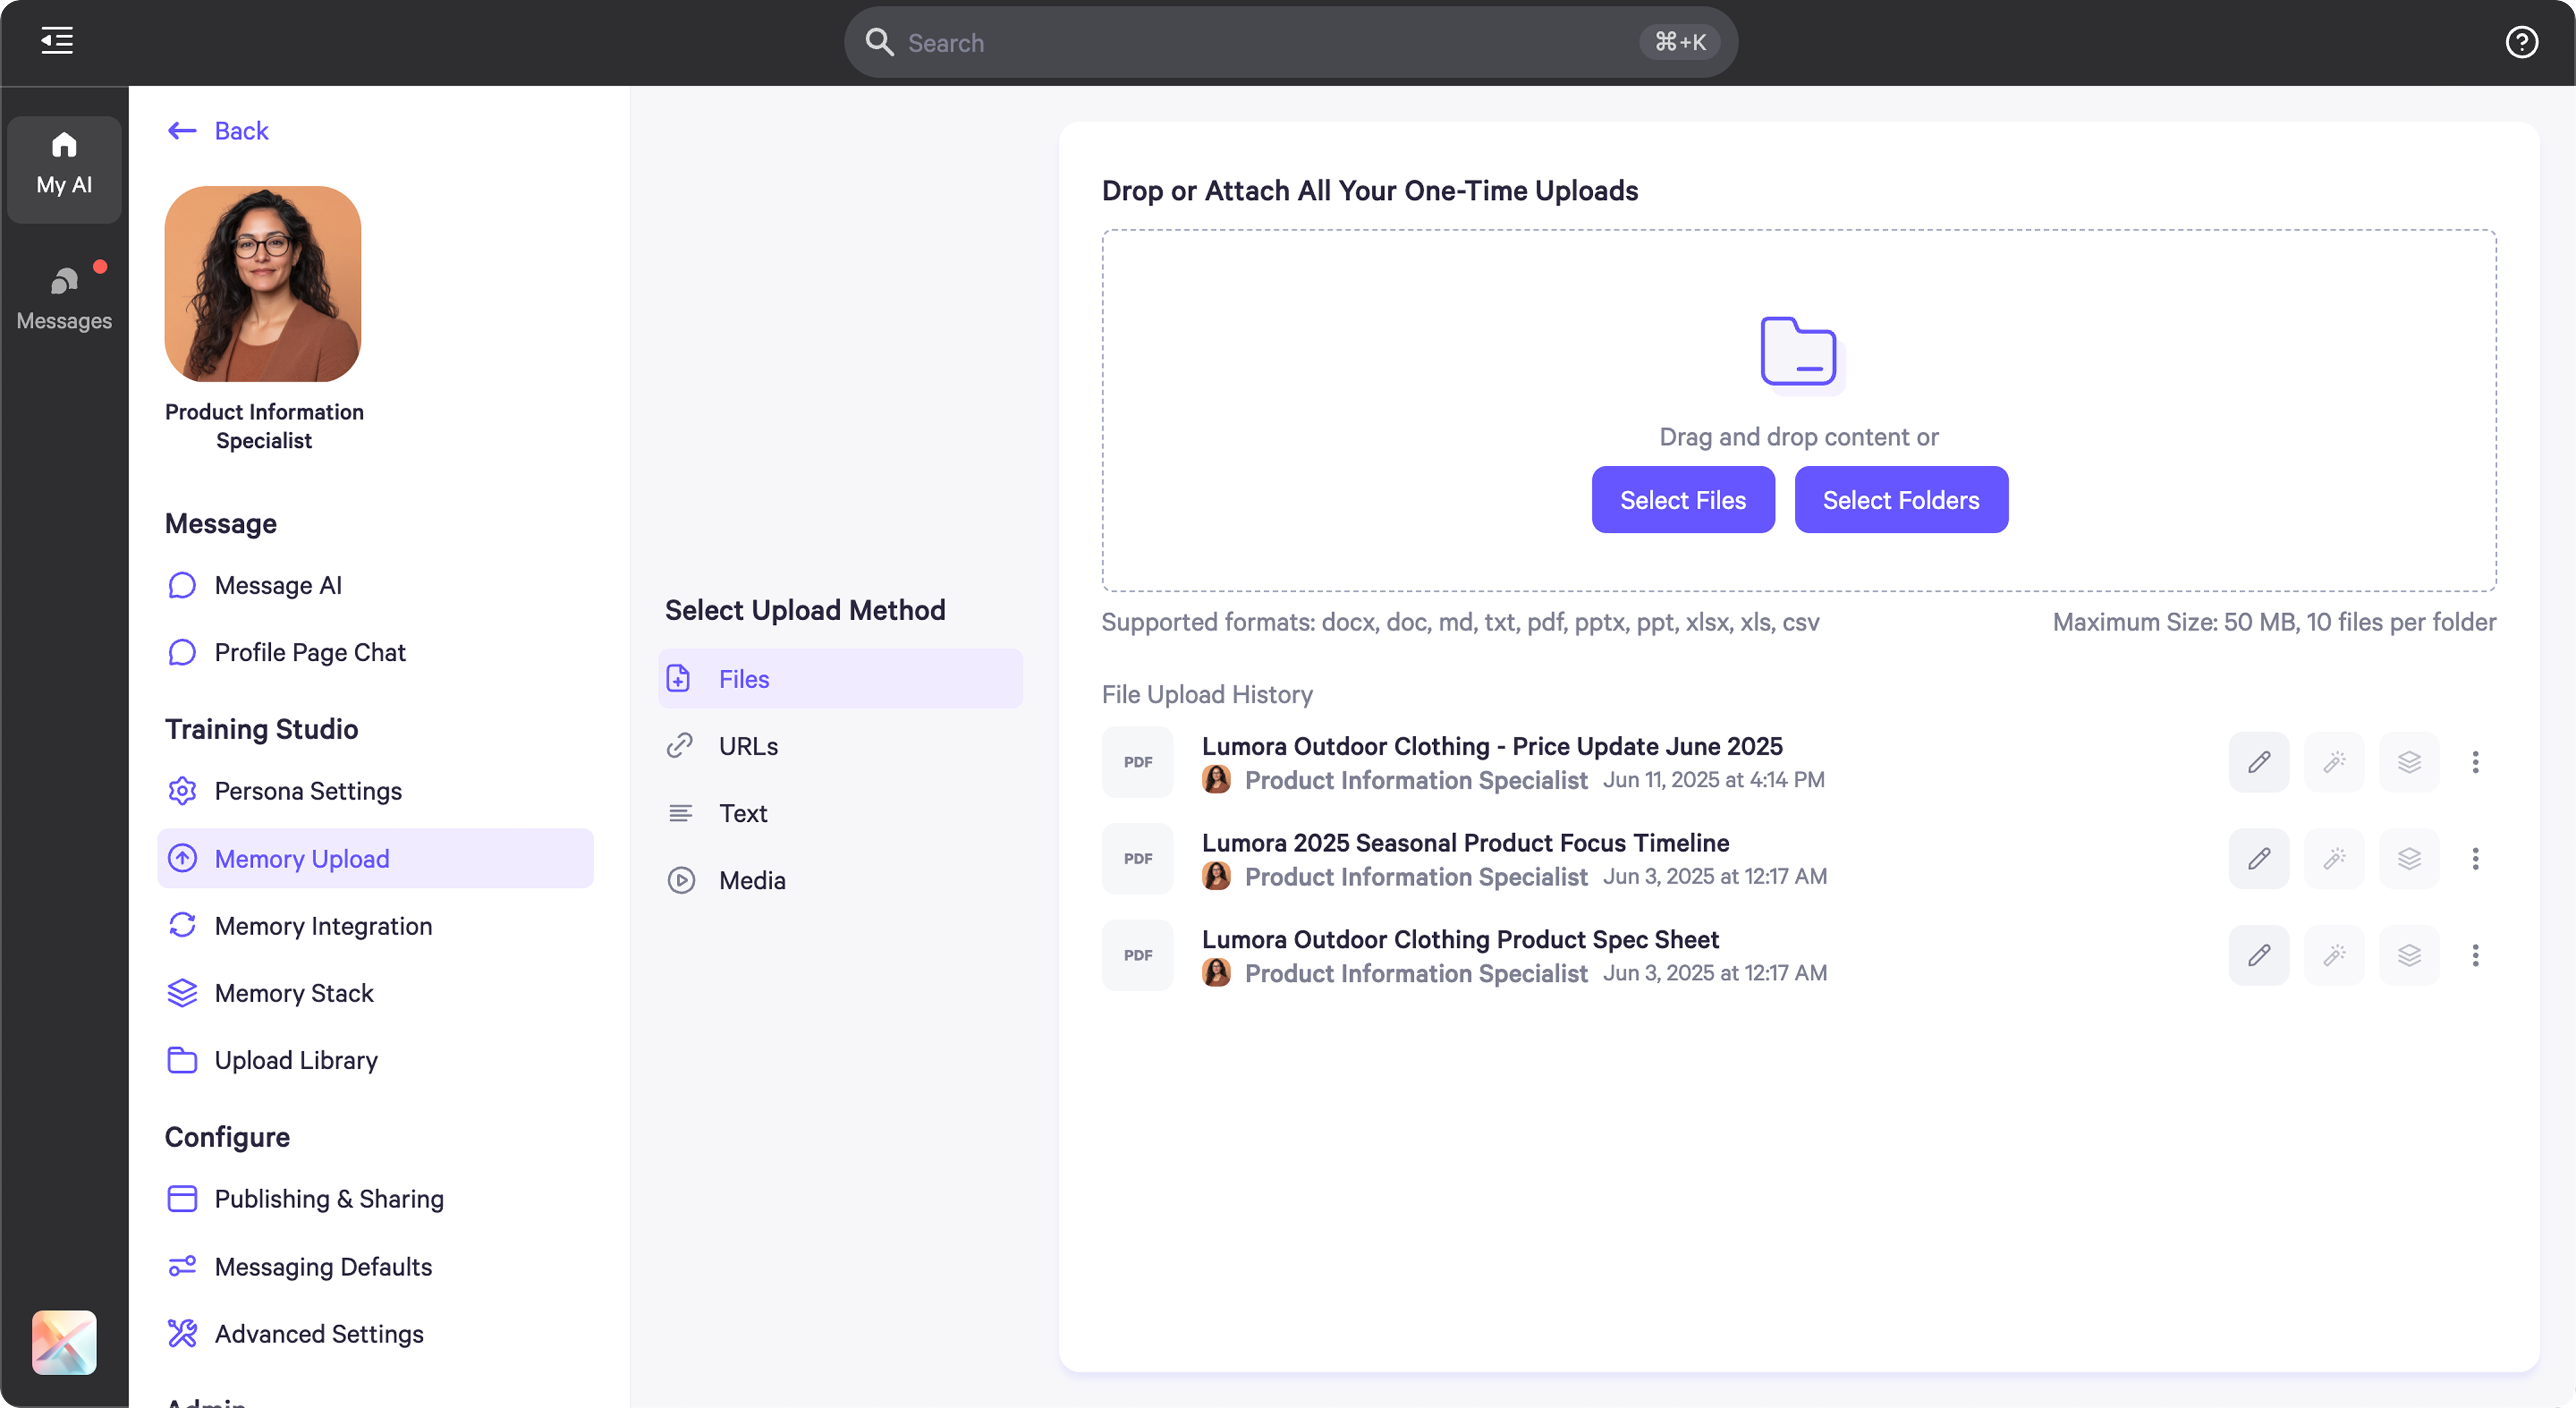 Search
⌘+K
My AI
Messages
Back
Product Information
Specialist
Message
Message AI
Profile Page Chat
Training Studio
Persona Settings
Memory Upload
Memory Integration
Memory Stack
Upload Library
Configure
Publishing & Sharing
Messaging Defaults
Advanced Settings
Admin
Select Upload Method
Files
URLs
Text
Media
Drop or Attach All Your One-Time Uploads
Drag and drop content or
Select Files
Select Folders
Supported formats: docx, doc, md, txt, pdf, pptx, ppt, xlsx, xls, csv
Maximum Size: 50 MB, 10 files per folder
File Upload History
PDF
Lumora Outdoor Clothing - Price Update June 2025
Product Information Specialist Jun 11, 2025 at 4:14 PM
PDF
Lumora 2025 Seasonal Product Focus Timeline
Product Information Specialist Jun 3, 2025 at 12:17 AM
PDF
Lumora Outdoor Clothing Product Spec Sheet
Product Information Specialist Jun 3, 2025 at 12:17 AM